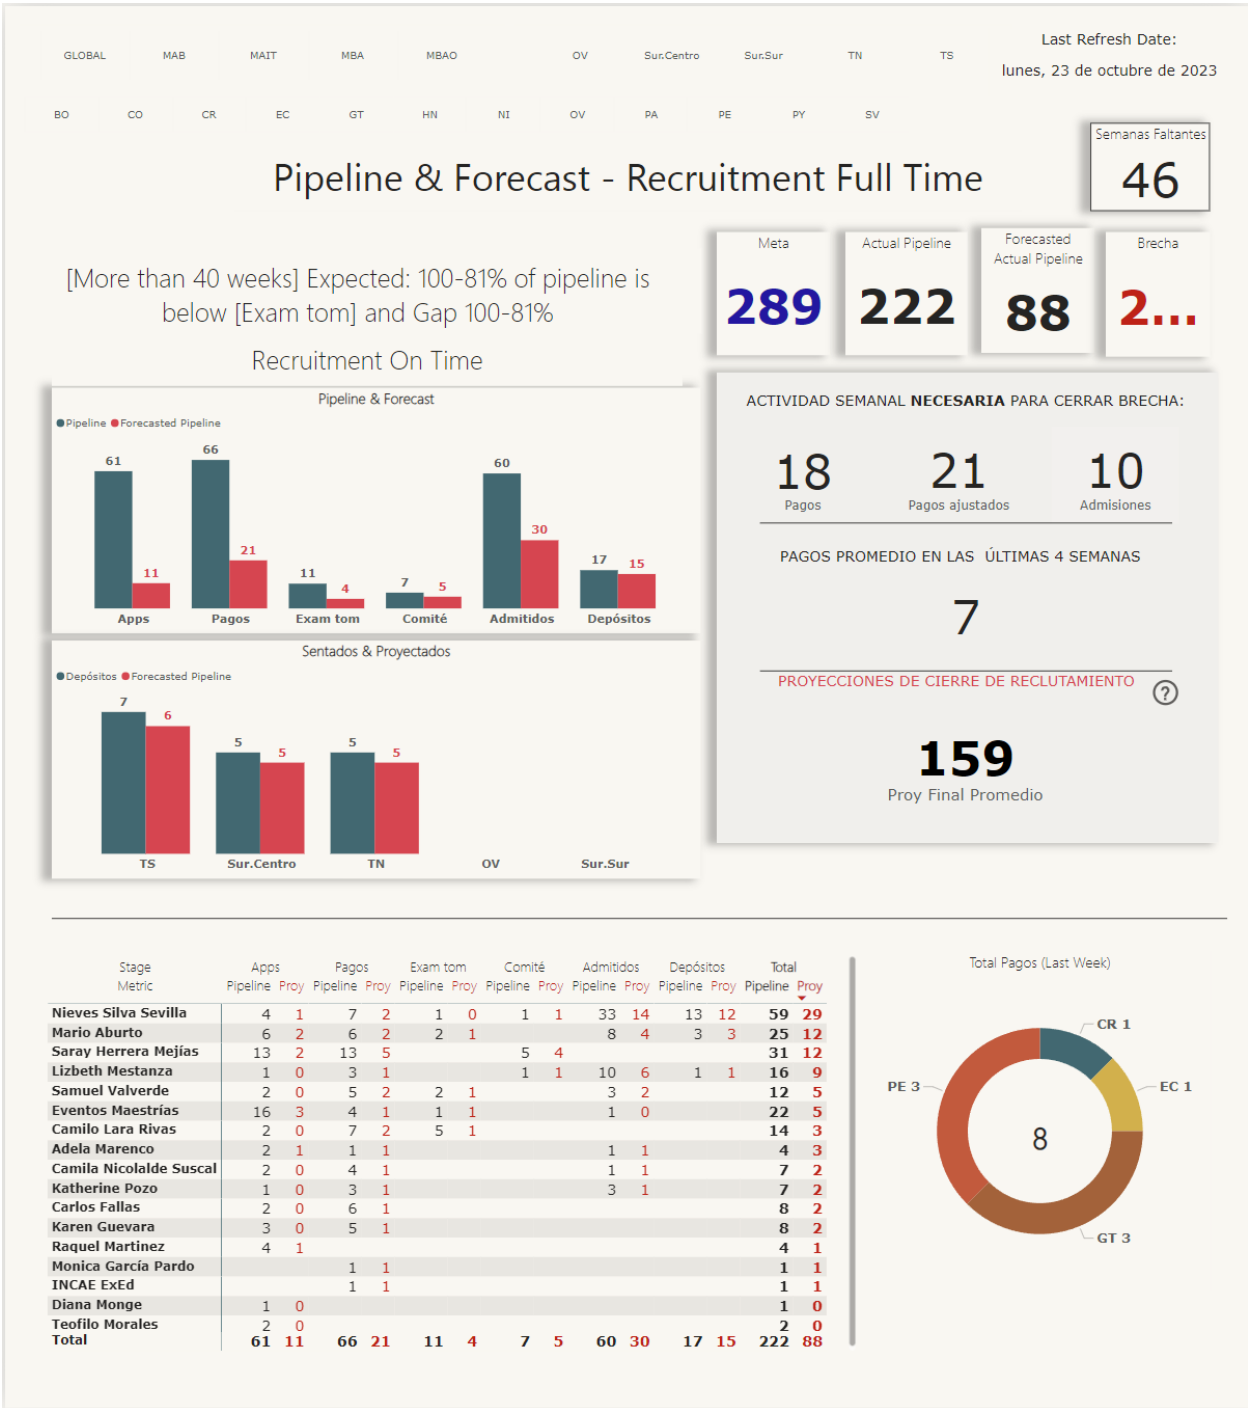 Last Refresh Date:
GLOBAL MAB MAIT MBA MBAO OV Sur.Centro Sur.Sur TN TS
lunes, 23 de octubre de 2023
BO CO CR EC GT HN NI OV PA PE PY SV
Semanas Faltantes
46
Pipeline & Forecast - Recruitment Full Time
Meta
289
Actual Pipeline
222
Forecasted
Actual Pipeline
88
Brecha
2...
[More than 40 weeks] Expected: 100-81% of pipeline is
below [Exam tom] and Gap 100-81%
Recruitment On Time
Pipeline & Forecast
Pipeline Forecasted Pipeline
61 11 66 21 11 4 7 5 60 30 17 15
Apps Pagos Exam tom Comité Admitidos Depósitos
Sentados & Proyectados
Depósitos Forecasted Pipeline
7 6 5 5 5 5
TS Sur.Centro TN OV Sur.Sur
ACTIVIDAD SEMANAL NECESARIA PARA CERRAR BRECHA:
18 21 10
Pagos Pagos ajustados Admisiones
PAGOS PROMEDIO EN LAS ÚLTIMAS 4 SEMANAS
7
PROYECCIONES DE CIERRE DE RECLUTAMIENTO
?
159
Proy Final Promedio
Stage Apps Pagos Exam tom Comité Admitidos Depósitos Total
Metric Pipeline Proy Pipeline Proy Pipeline Proy Pipeline Proy Pipeline Proy Pipeline Proy Pipeline Proy
Nieves Silva Sevilla 4 1 7 2 1 0 1 1 33 14 13 12 59 29
Mario Aburto 6 2 6 2 2 1 8 4 3 3 25 12
Saray Herrera Mejías 13 2 13 5 5 4 31 12
Lizbeth Mestanza 1 0 3 1 1 1 10 6 1 1 16 9
Samuel Valverde 2 0 5 2 2 1 3 2 12 5
Eventos Maestrías 16 3 4 1 1 1 1 0 22 5
Camilo Lara Rivas 2 0 7 2 5 1 14 3
Adela Marenco 2 1 1 1 1 1 4 3
Camila Nicolalde Suscal 2 0 4 1 1 1 7 2
Katherine Pozo 1 0 3 1 3 1 7 2
Carlos Fallas 2 0 6 1 8 2
Karen Guevara 3 0 5 1 8 2
Raquel Martinez 4 1 4 1
Monica García Pardo 1 1 1 1
INCAE ExEd 1 1 1 1
Diana Monge 1 0 1 0
Teofilo Morales 2 0 2 0
Total 61 11 66 21 11 4 7 5 60 30 17 15 222 88
Total Pagos (Last Week)
CR 1
PE 3
EC 1
8
GT 3